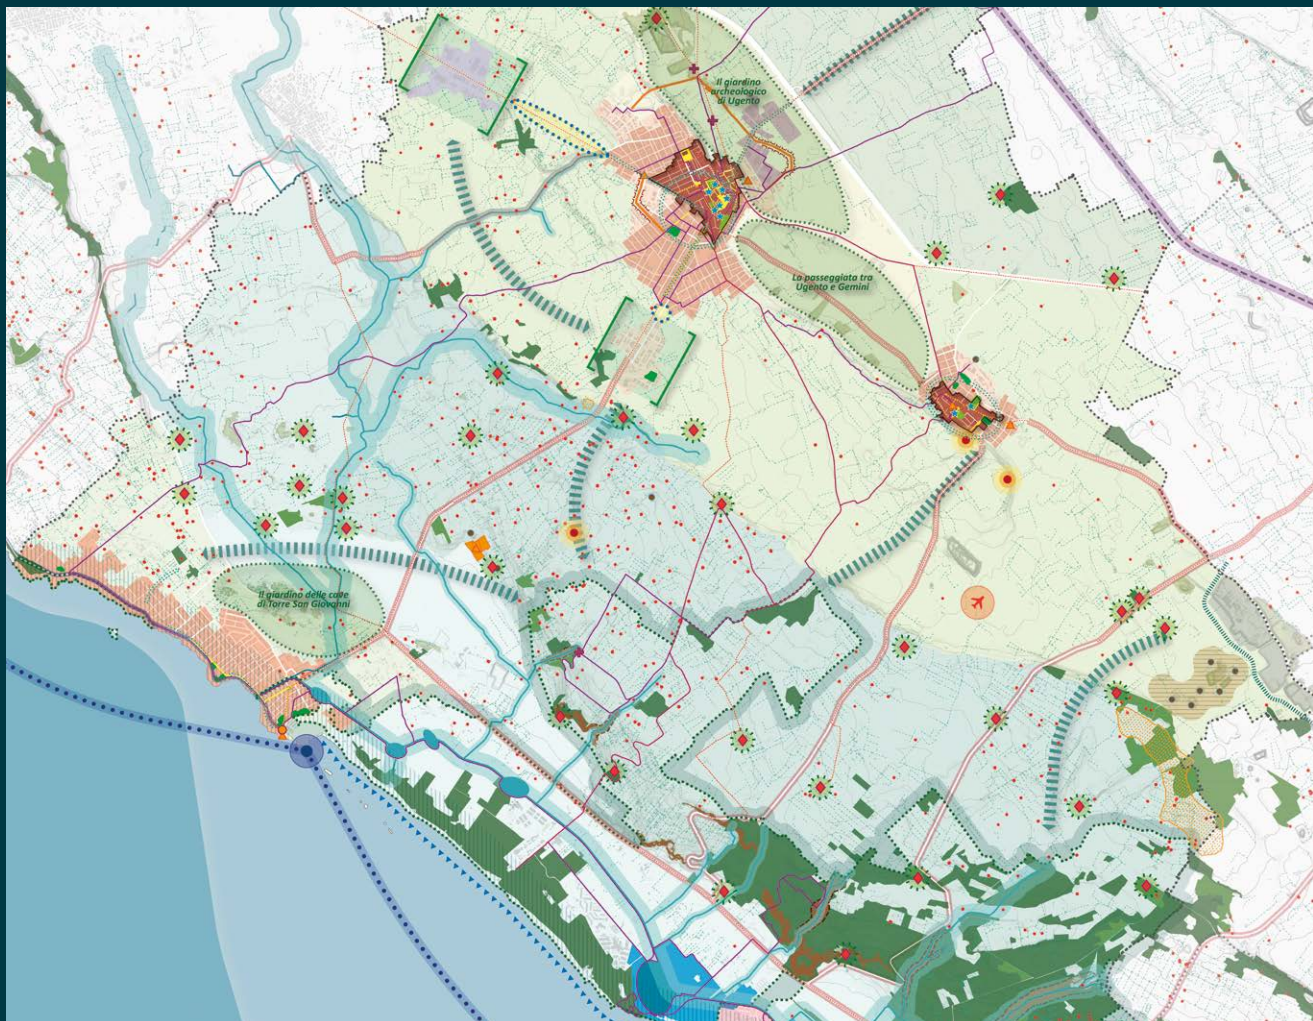 Il giardino
archeologico
di Ugento
La passeggiata tra
Ugento e Gemini
Il giardino delle cave
di Torre San Giovanni